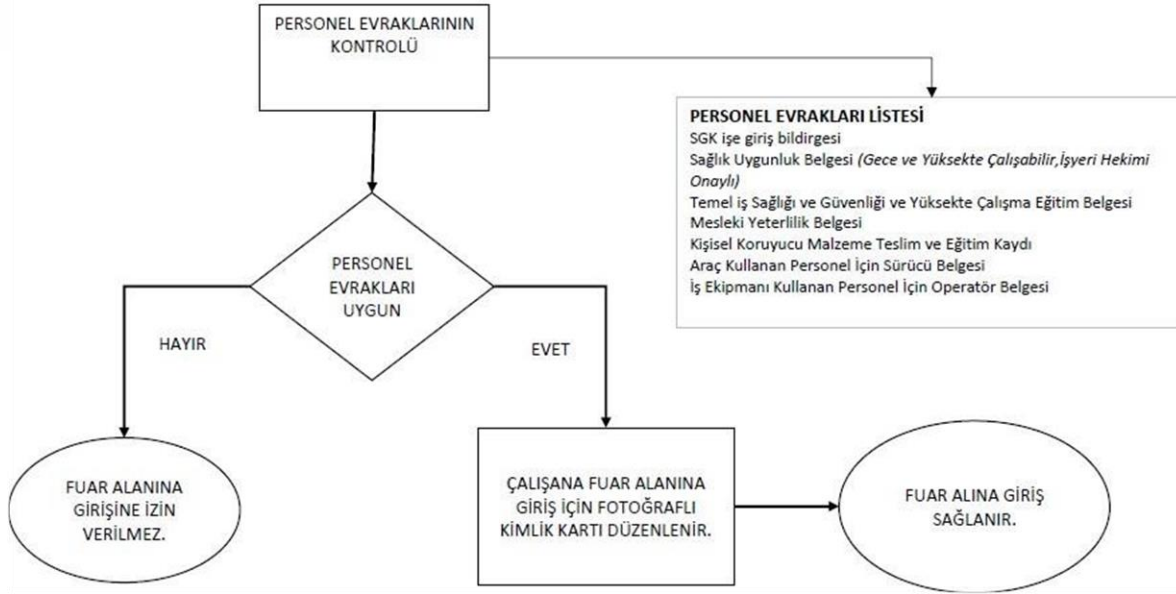 PERSONEL EVRAKLARININ
KONTROLÜ
PERSONEL EVRAKLARI LİSTESİ
SGK işe giriş bildirgesi
Sağlık Uygunluk Belgesi (Gece ve Yüksekte Çalışabilir,İşyeri Hekimi
Onaylı)
Temel iş Sağlığı ve Güvenliği ve Yüksekte Çalışma Eğitim Belgesi
Mesleki Yeterlilik Belgesi
Kişisel Koruyucu Malzeme Teslim ve Eğitim Kaydı
Araç Kullanan Personel İçin Sürücü Belgesi
İş Ekipmanı Kullanan Personel İçin Operatör Belgesi
PERSONEL
EVRAKLARI
UYGUN
HAYIR
EVET
FUAR ALANINA
GİRİŞİNE İZİN
VERİLMEZ.
ÇALIŞANA FUAR ALANINA
GİRİŞ İÇİN FOTOĞRAFLI
KİMLİK KARTI DÜZENLENİR.
FUAR ALINA GİRİŞ
SAĞLANIR.